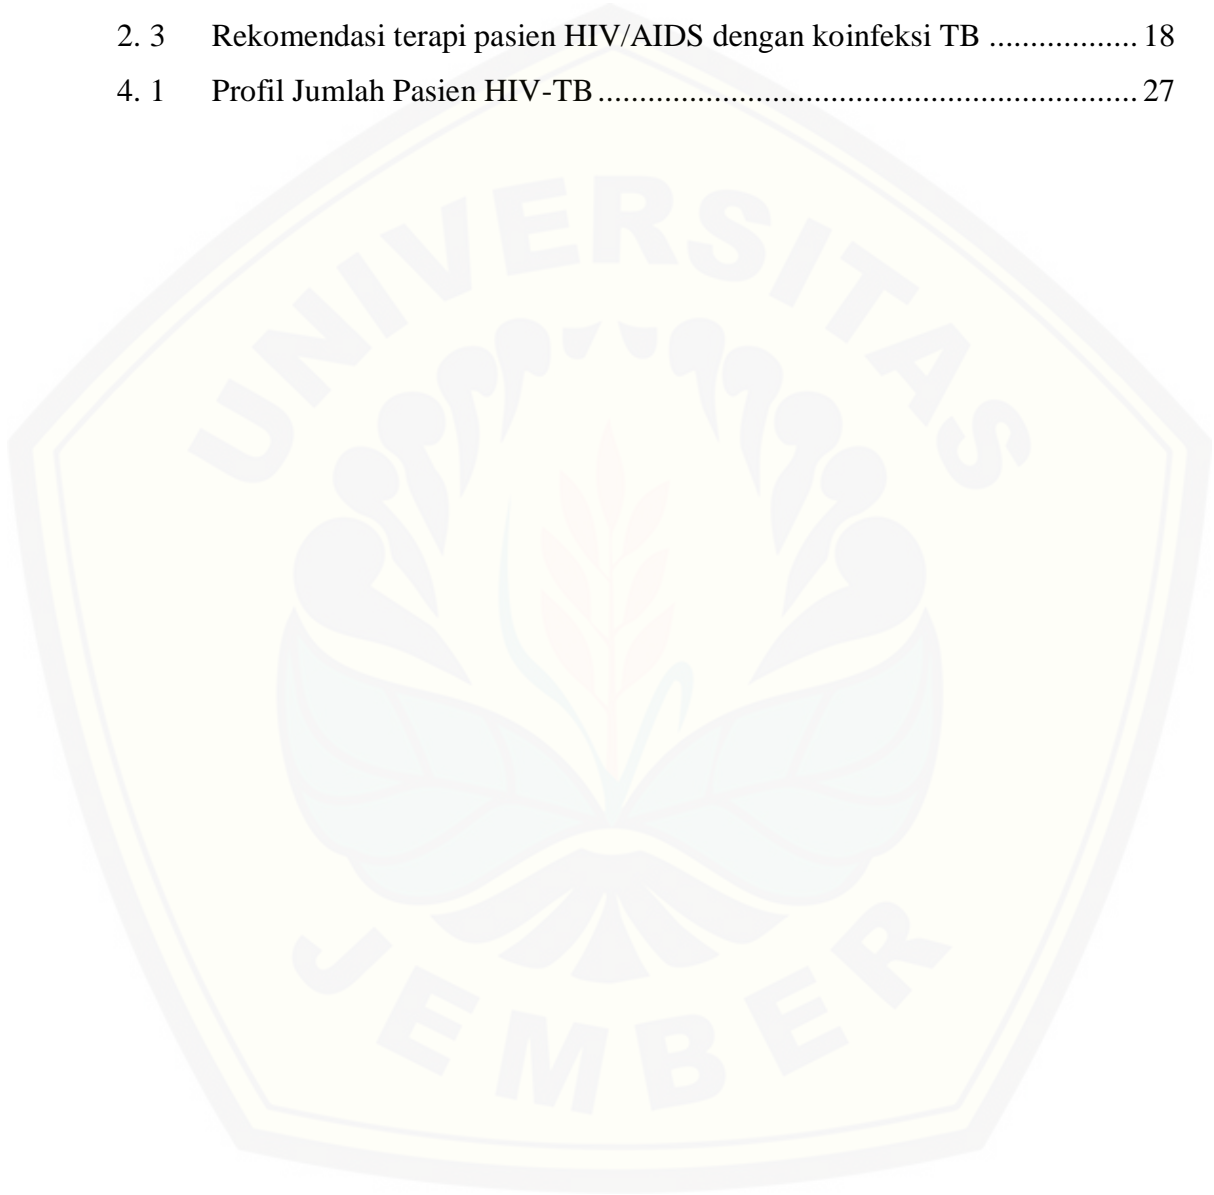 2. 3 Rekomendasi terapi pasien HIV/AIDS dengan koinfeksi TB .................. 18
4. 1 Profil Jumlah Pasien HIV-TB .................................................................. 27
UNIVERSITAS
JEMBER